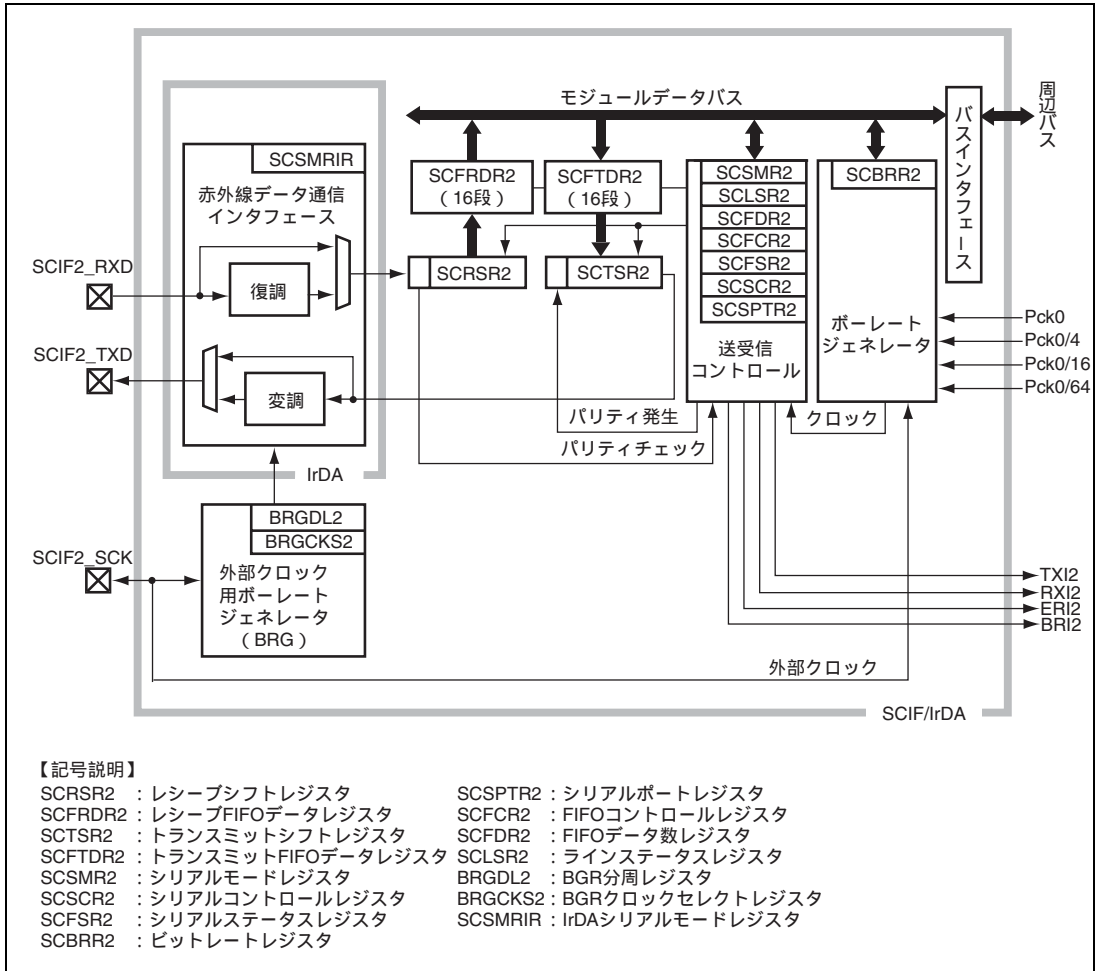 モジュールデータバス
バスインタフェース
周辺バス
SCSMRIR
赤外線データ通信
インタフェース
復調
変調
IrDA
SCIF2_RXD
SCIF2_TXD
SCIF2_SCK
SCFRDR2
(16段)
SCFTDR2
(16段)
SCRSR2
SCTSR2
SCSMR2
SCLSR2
SCFDR2
SCFCR2
SCFSR2
SCSCR2
SCSPTR2
送受信
コントロール
SCBRR2
ボーレート
ジェネレータ
Pck0
Pck0/4
Pck0/16
Pck0/64
パリティ発生
パリティチェック
クロック
BRGDL2
BRGCKS2
外部クロック
用ボーレート
ジェネレータ
(BRG)
TXI2
RXI2
ERI2
BRI2
外部クロック
SCIF/IrDA
【記号説明】
SCRSR2 :レシーブシフトレジスタ
SCFRDR2 :レシーブFIFOデータレジスタ
SCTSR2 :トランスミットシフトレジスタ
SCFTDR2 :トランスミットFIFOデータレジスタ
SCSMR2 :シリアルモードレジスタ
SCSCR2 :シリアルコントロールレジスタ
SCFSR2 :シリアルステータスレジスタ
SCBRR2 :ビットレートレジスタ
SCSPTR2 :シリアルポートレジスタ
SCFCR2 :FIFOコントロールレジスタ
SCFDR2 :FIFOデータ数レジスタ
SCLSR2 :ラインステータスレジスタ
BRGDL2 :BGR分周レジスタ
BRGCKS2 :BGRクロックセレクトレジスタ
SCSMRIR :IrDAシリアルモードレジスタ